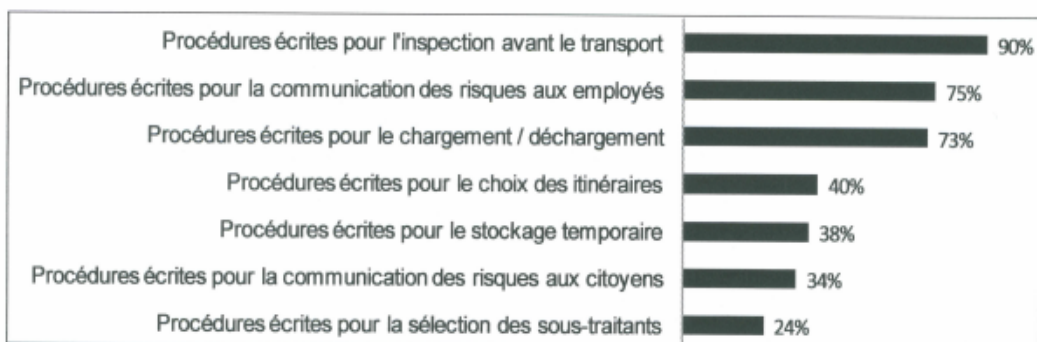 Procédures écrites pour l'inspection avant le transport 90%
Procédures écrites pour la communication des risques aux employés 75%
Procédures écrites pour le chargement / déchargement 73%
Procédures écrites pour le choix des itinéraires 40%
Procédures écrites pour le stockage temporaire 38%
Procédures écrites pour la communication des risques aux citoyens 34%
Procédures écrites pour la sélection des sous-traitants 24%